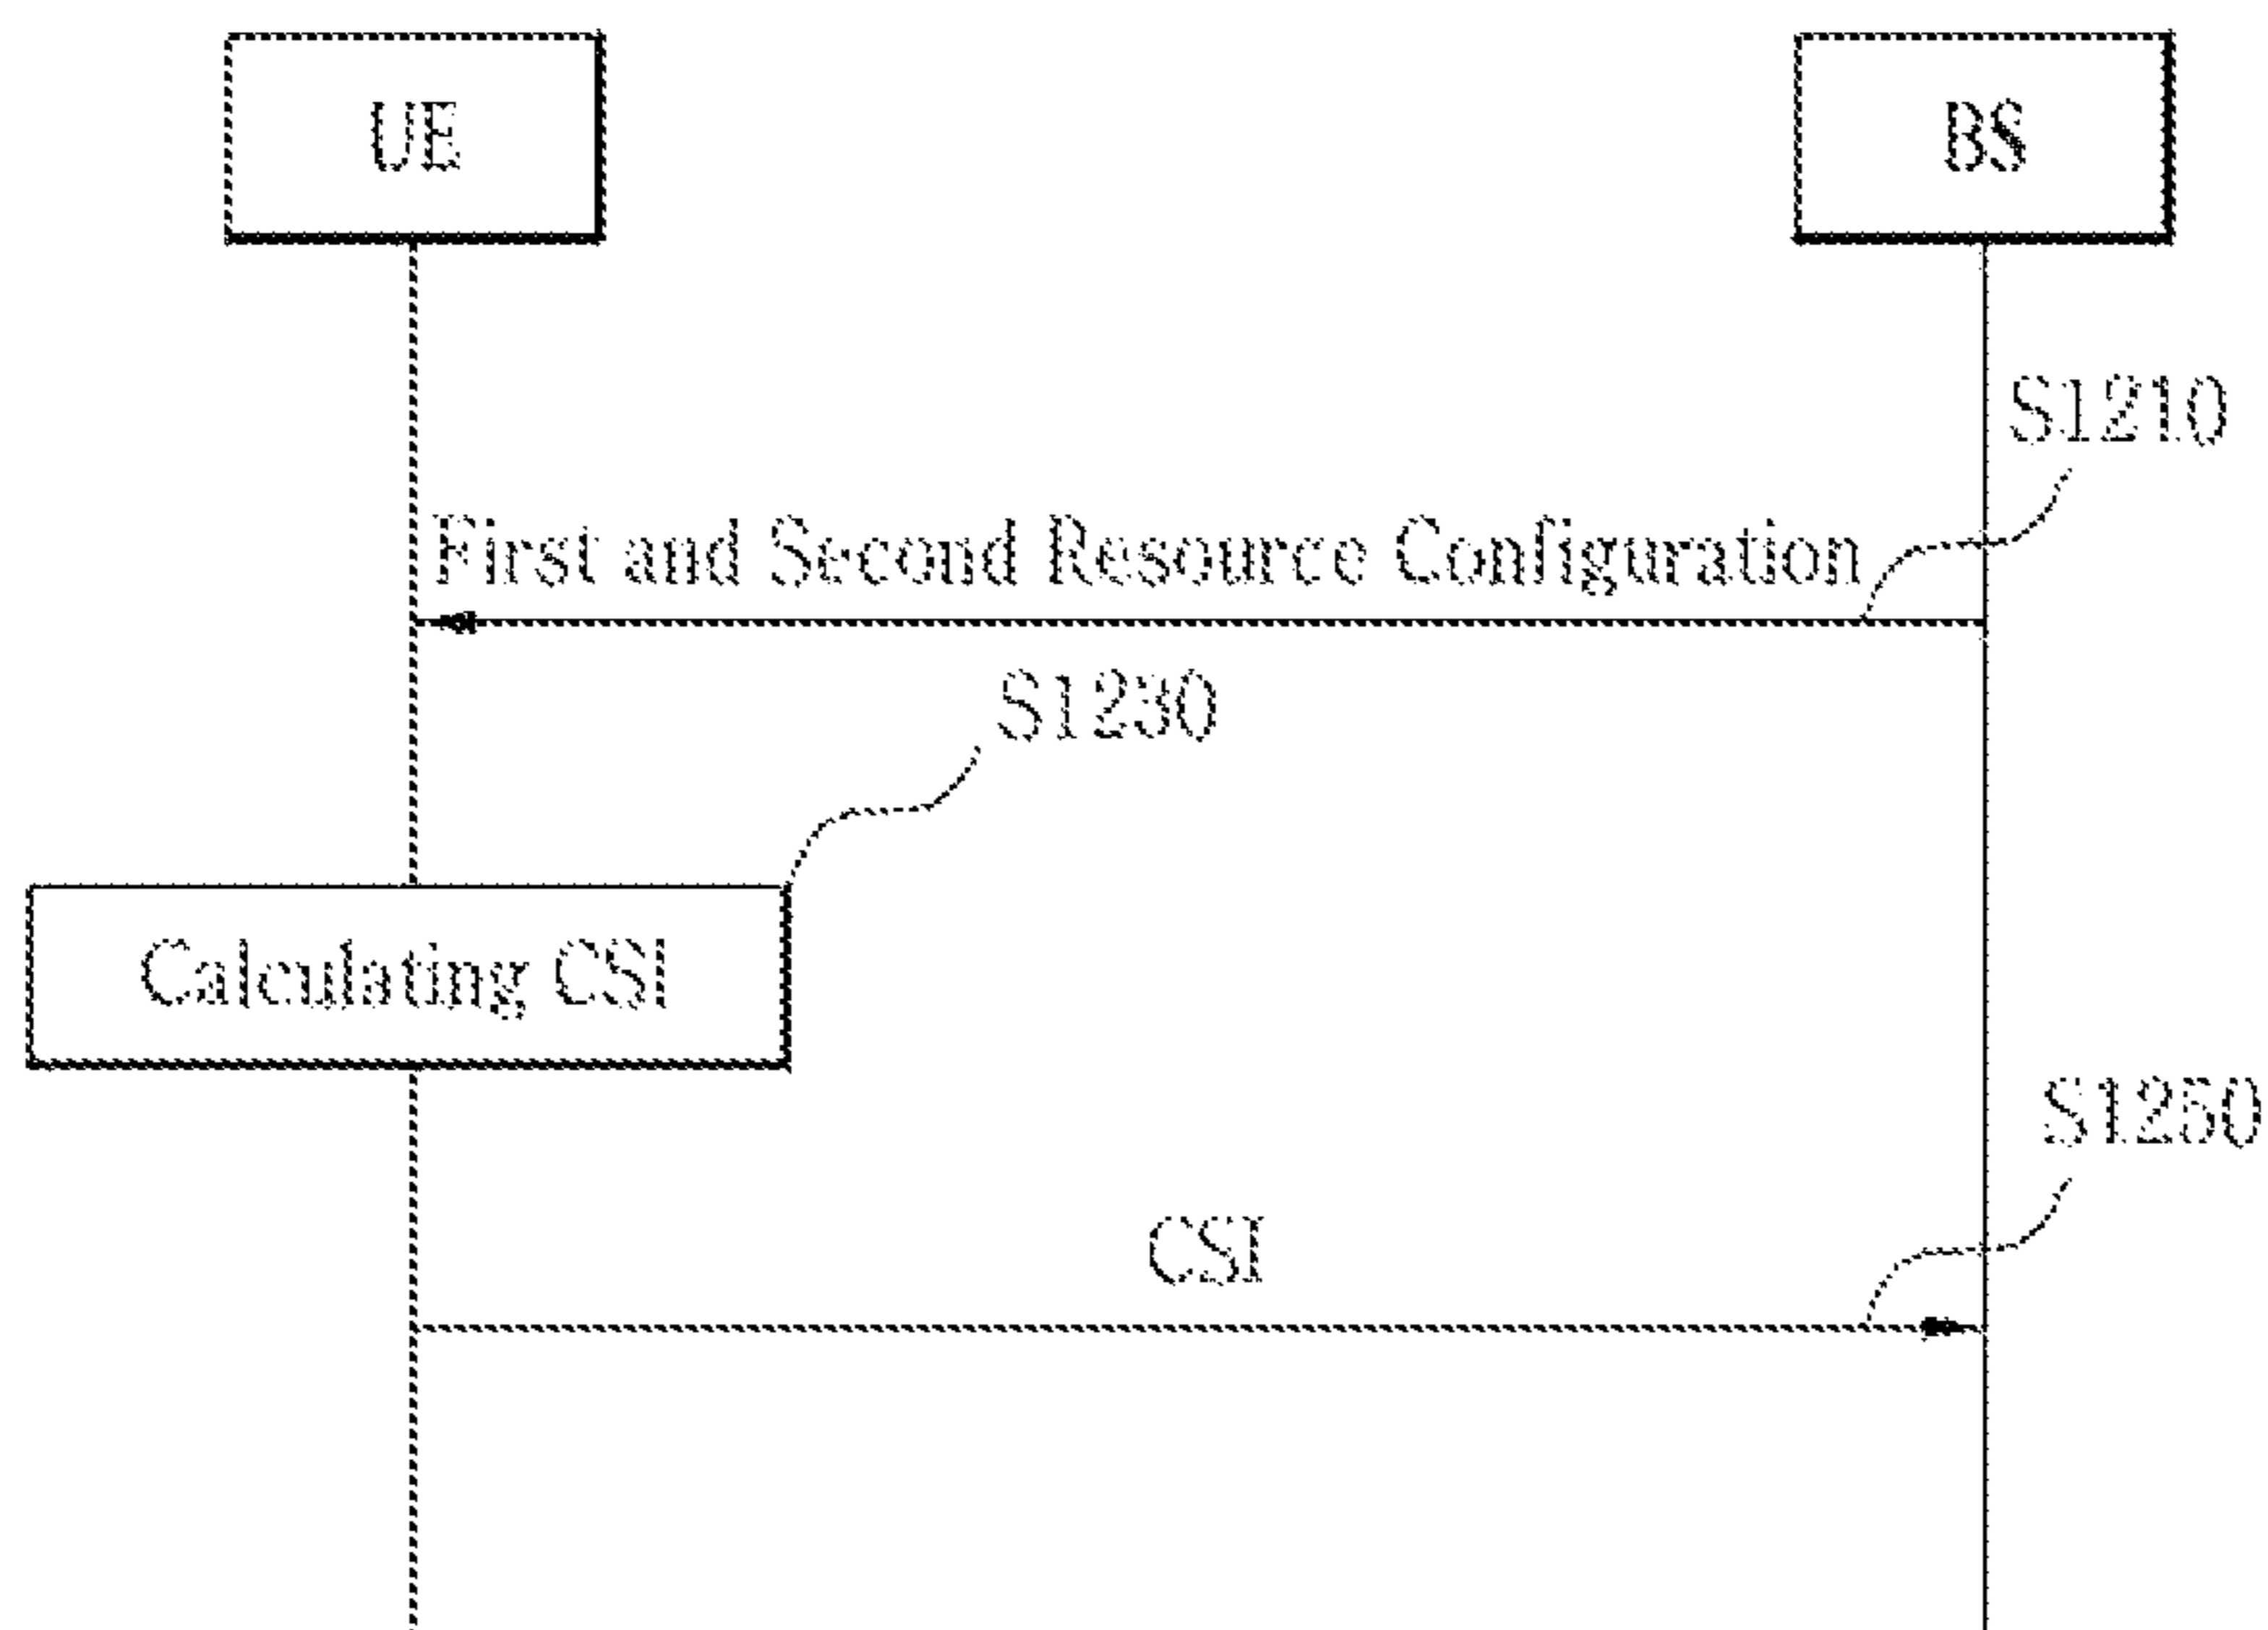 UE
BS
S1210
First and Second Resource Configuration
S1230
Calculating CSI
S1250
CSI